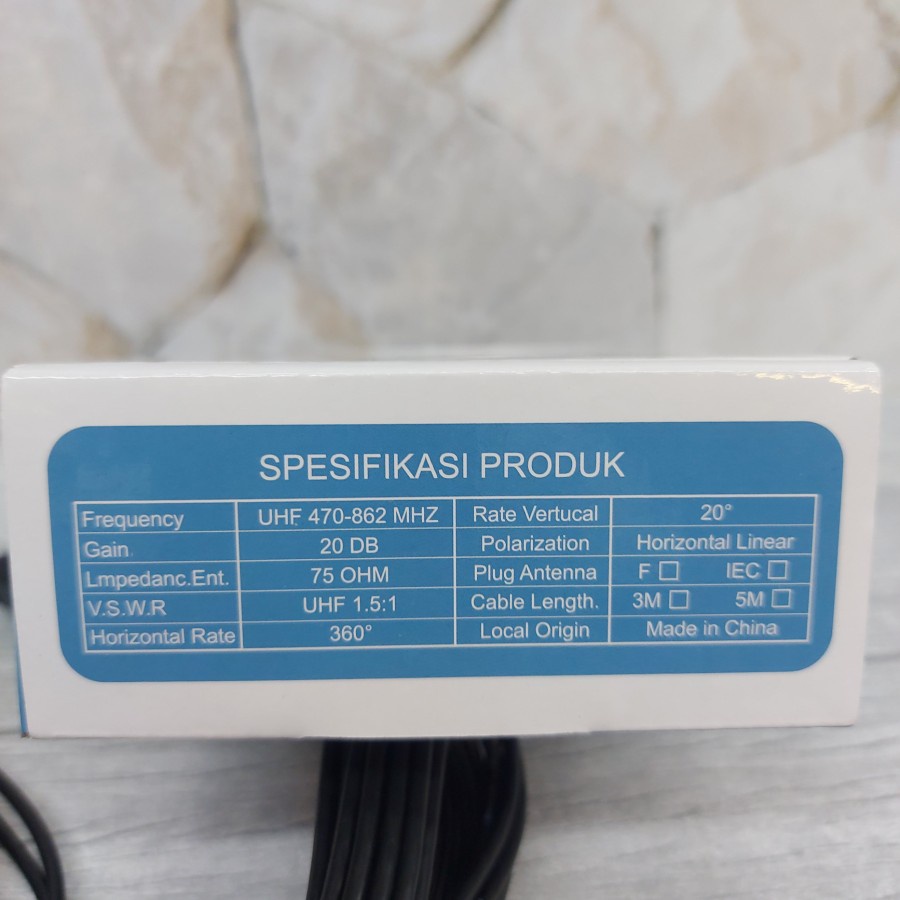 SPESIFIKASI PRODUK
Frequency UHF 470-862 MHZ Rate Vertucal 20°
Gain. 20 DB Polarization Horizontal Linear
Lmpedanc.Ent. 75 OHM Plug Antenna F □ IEC □
V.S.W.R UHF 1.5:1 Cable Length. 3M □ 5M □
Horizontal Rate 360° Local Origin Made in China